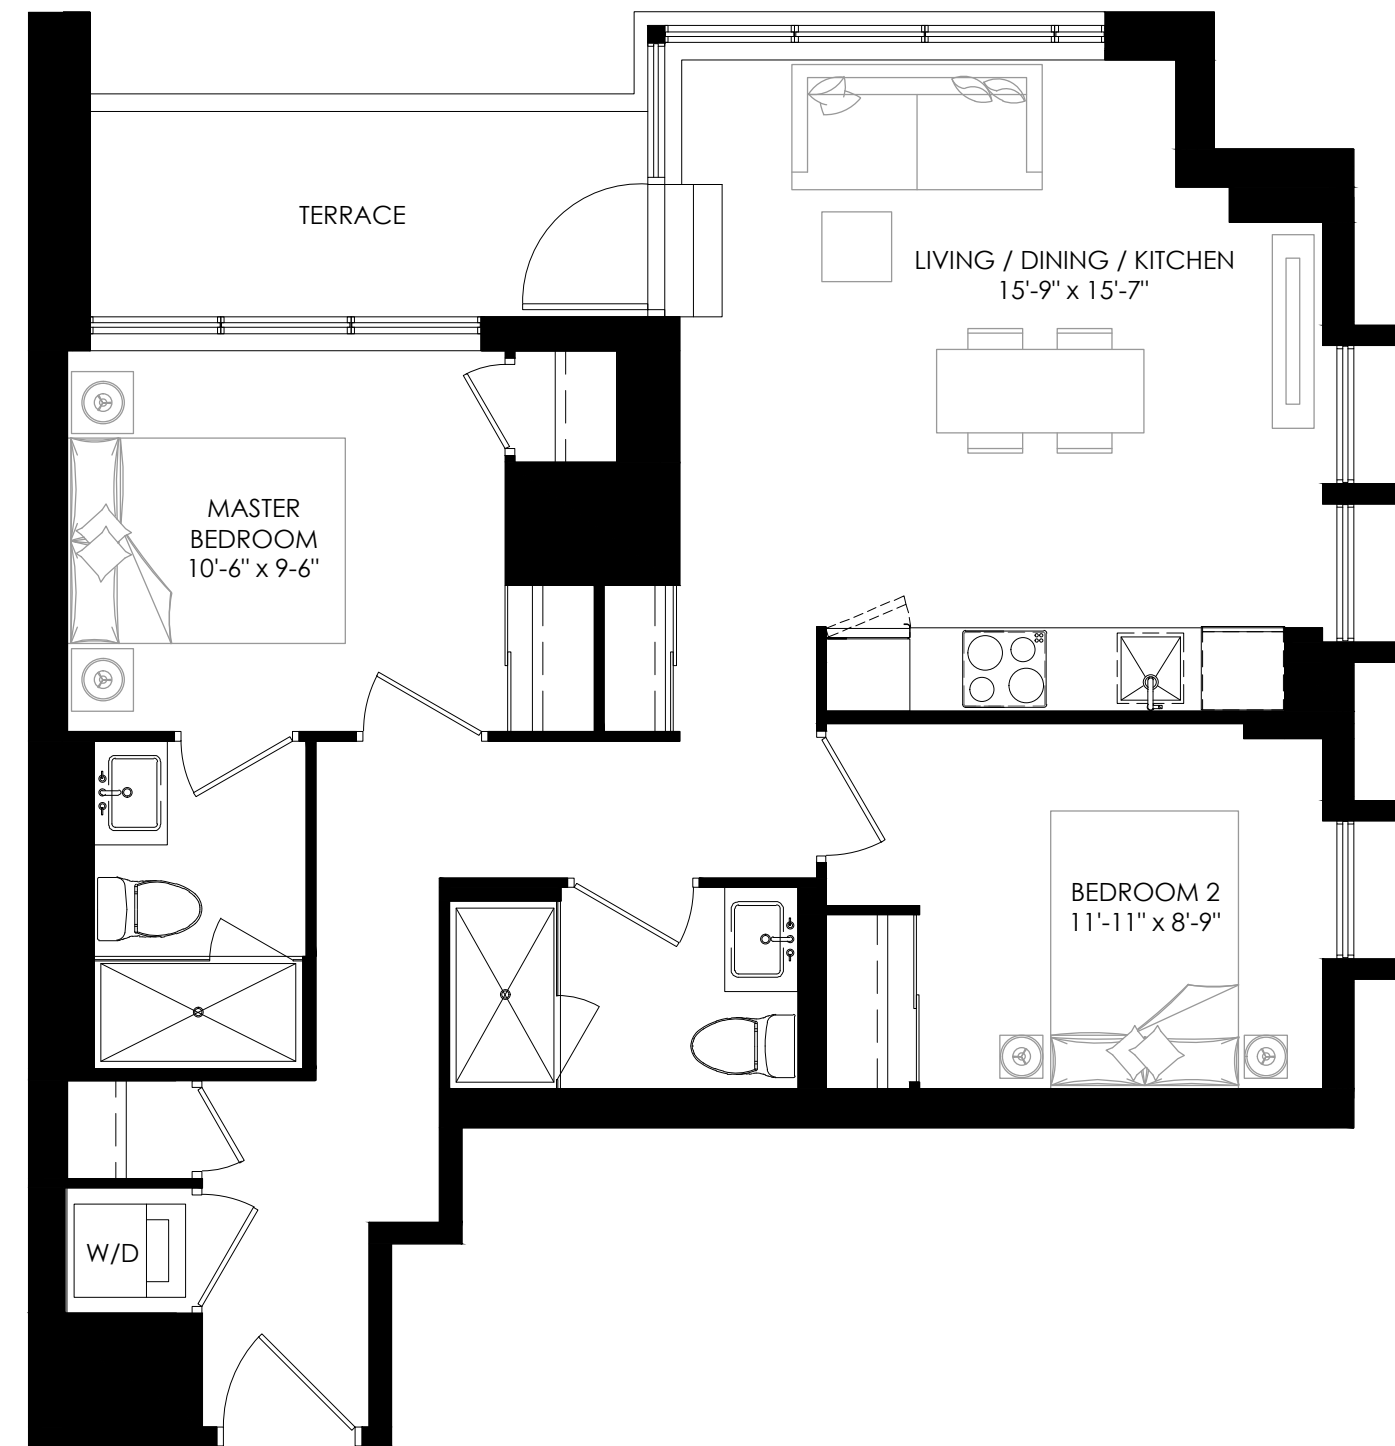 TERRACE
LIVING / DINING / KITCHEN
15'-9" x 15'-7"
MASTER
BEDROOM
10'-6" x 9-6"
BEDROOM 2
11'-11" x 8'-9"
W/D